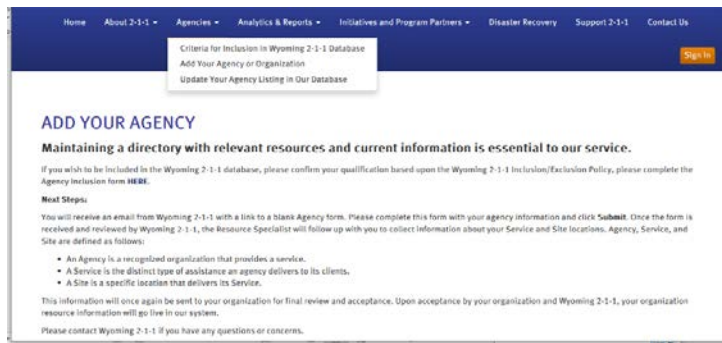 Home About 2-1-1 Agencies Analytics & Reports Initiatives and Program Partners Disaster Recovery Support 2-1-1 Contact Us
Criteria for Inclusion in Wyoming 2-1-1 Database
Add Your Agency or Organization
Update Your Agency Listing in Our Database
Sign In
ADD YOUR AGENCY
Maintaining a directory with relevant resources and current information is essential to our service.
If you wish to be included in the Wyoming 2-1-1 database, please confirm your qualification based upon the Wyoming 2-1-1 Inclusion/Exclusion Policy, please complete the
Agency Inclusion form HERE.
Next Steps:
You will receive an email from Wyoming 2-1-1 with a link to a blank Agency form. Please complete this form with your agency information and click Submit. Once the form is
received and reviewed by Wyoming 2-1-1, the Resource Specialist will follow up with you to collect information about your Service and Site locations. Agency, Service, and
Site are defined as follows:
• An Agency is a recognized organization that provides a service.
• A Service is the distinct type of assistance an agency delivers to its clients.
• A Site is a specific location that delivers its Service.
This information will once again be sent to your organization for final review and acceptance. Upon acceptance by your organization and Wyoming 2-1-1, your organization
resource information will go live in our system.
Please contact Wyoming 2-1-1 if you have any questions or concerns.